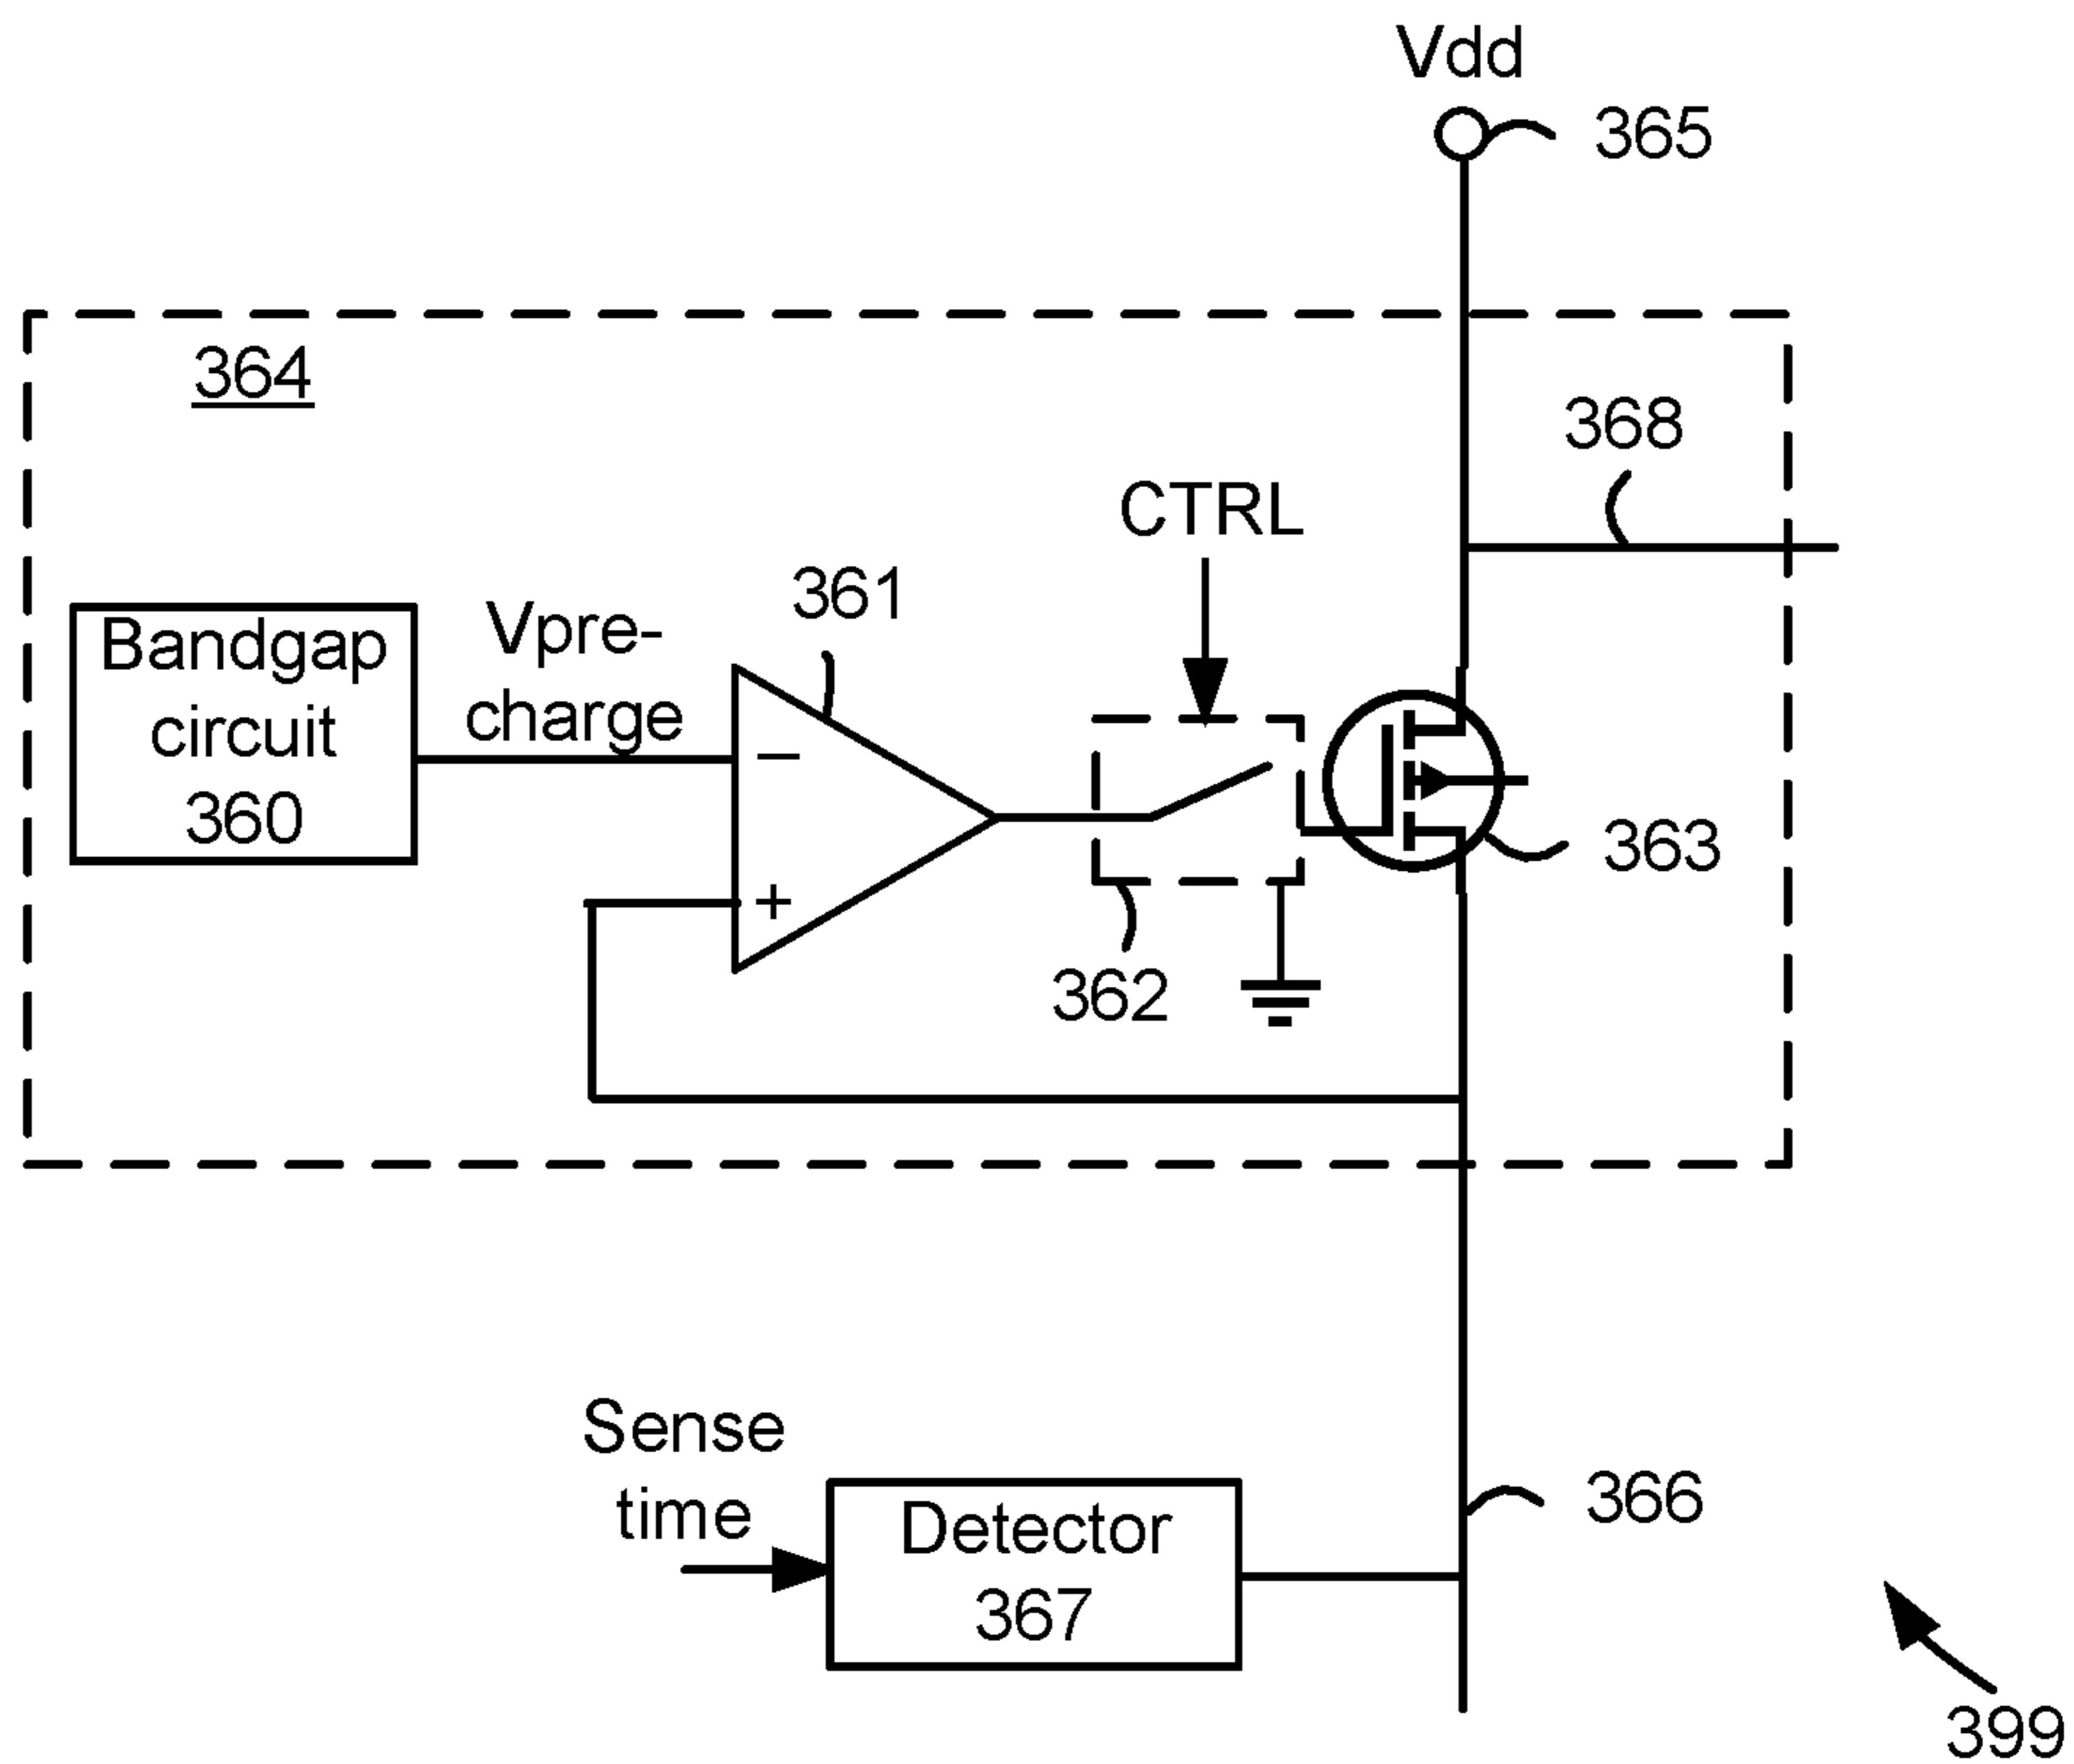 Vdd
365
364
368
CTRL
361
Bandgap
circuit
360
Vpre-
charge
−
+
363
362
Sense
time
Detector
367
366
399